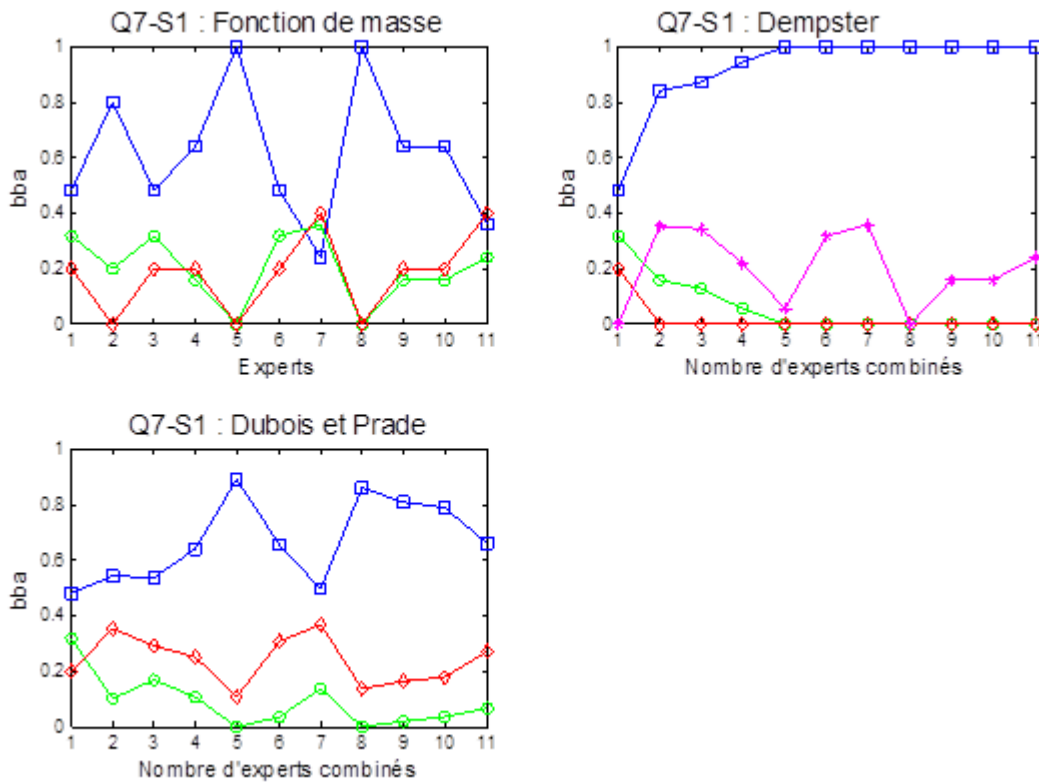 Q7-S1 : Fonction de masse
1
0.8
0.6
0.4
0.2
0
bba
1 2 3 4 5 6 7 8 9 10 11
Experts
Q7-S1 : Dempster
1
0.8
0.6
0.4
0.2
0
bba
1 2 3 4 5 6 7 8 9 10 11
Nombre d'experts combinés
Q7-S1 : Dubois et Prade
1
0.8
0.6
0.4
0.2
0
bba
1 2 3 4 5 6 7 8 9 10 11
Nombre d'experts combinés